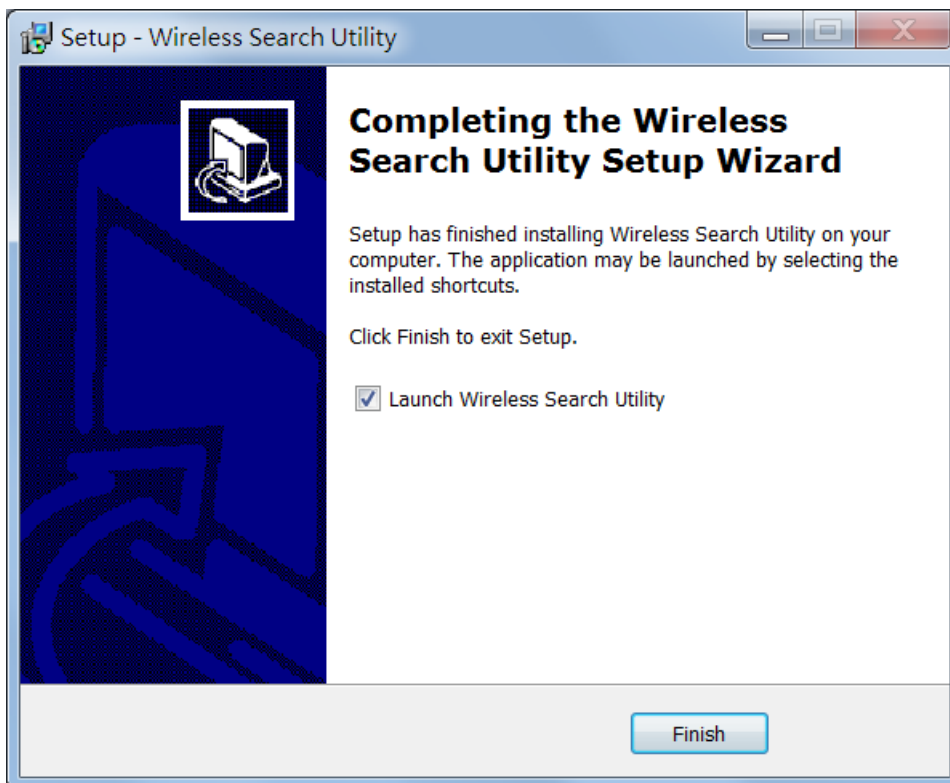 Setup - Wireless Search Utility
Completing the Wireless
Search Utility Setup Wizard
Setup has finished installing Wireless Search Utility on your
computer. The application may be launched by selecting the
installed shortcuts.
Click Finish to exit Setup.
Launch Wireless Search Utility
Finish